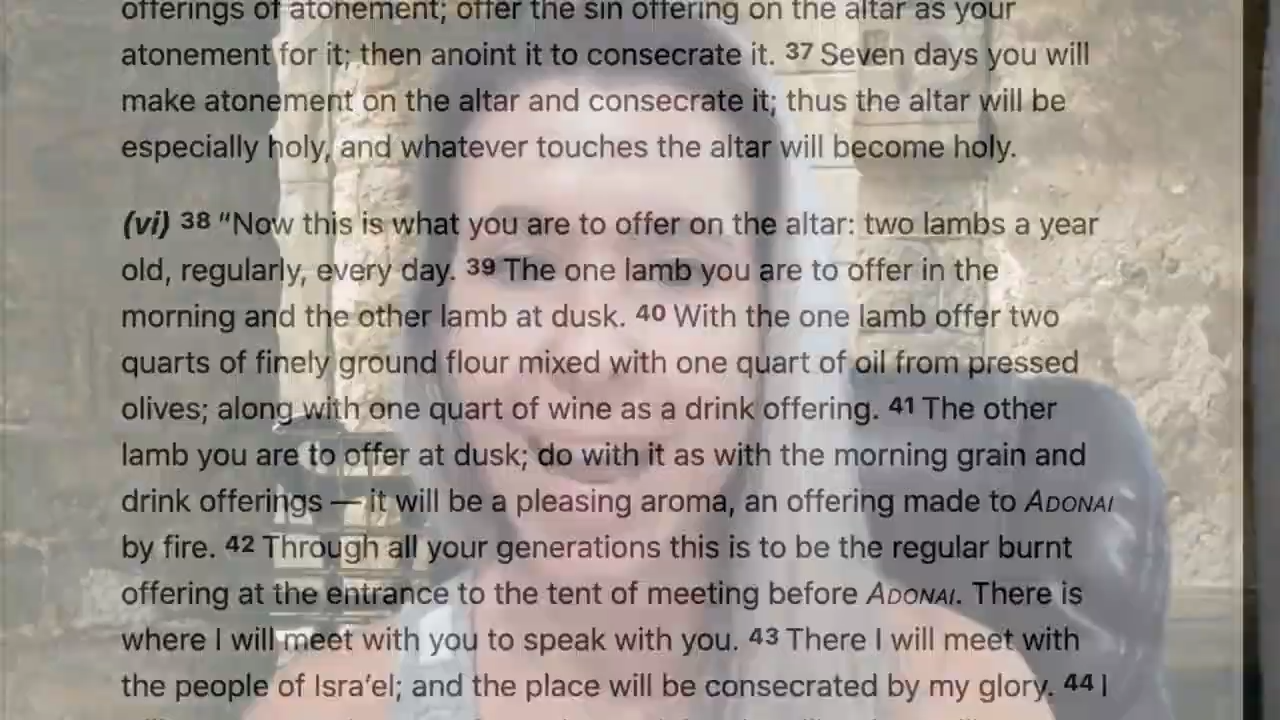 offerings of atonement; offer the sin offering on the altar as your
atonement for it; then anoint it to consecrate it. 37 Seven days you will
make atonement on the altar and consecrate it; thus the altar will be
especially holy, and whatever touches the altar will become holy.
(vi) 38 “Now this is what you are to offer on the altar: two lambs a year
old, regularly, every day. 39 The one lamb you are to offer in the
morning and the other lamb at dusk. 40 With the one lamb offer two
quarts of finely ground flour mixed with one quart of oil from pressed
olives; along with one quart of wine as a drink offering. 41 The other
lamb you are to offer at dusk; do with it as with the morning grain and
drink offerings — it will be a pleasing aroma, an offering made to ADONAI
by fire. 42 Through all your generations this is to be the regular burnt
offering at the entrance to the tent of meeting before ADONAI. There is
where I will meet with you to speak with you. 43 There I will meet with
the people of Isra’el; and the place will be consecrated by my glory. 44 I